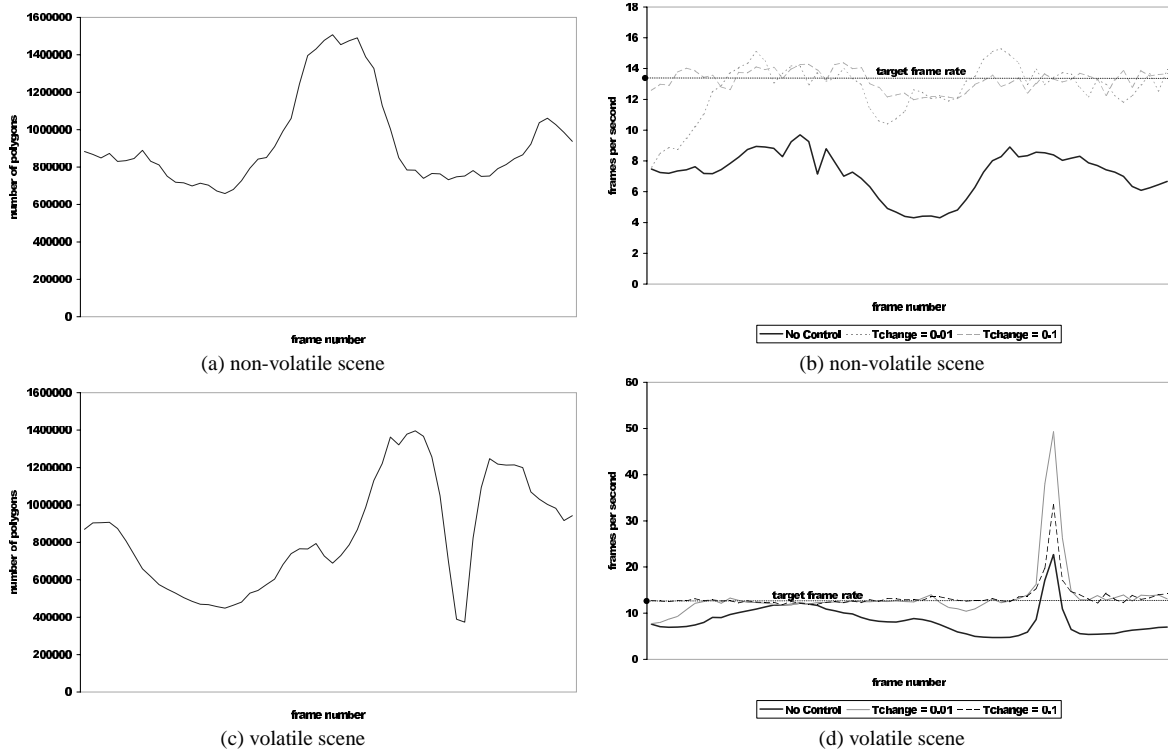 1600000
1400000
1200000
1000000
800000
600000
400000
200000
0
number of polygons
frame number
(a) non-volatile scene
18
16
14
12
10
8
6
4
2
0
frames per second
target frame rate
frame number
No Control Tchange = 0.01 Tchange = 0.1
(b) non-volatile scene
1600000
1400000
1200000
1000000
800000
600000
400000
200000
0
number of polygons
frame number
(c) volatile scene
60
50
40
30
20
10
0
frames per second
target frame rate
frame number
No Control Tchange = 0.01 Tchange = 0.1
(d) volatile scene